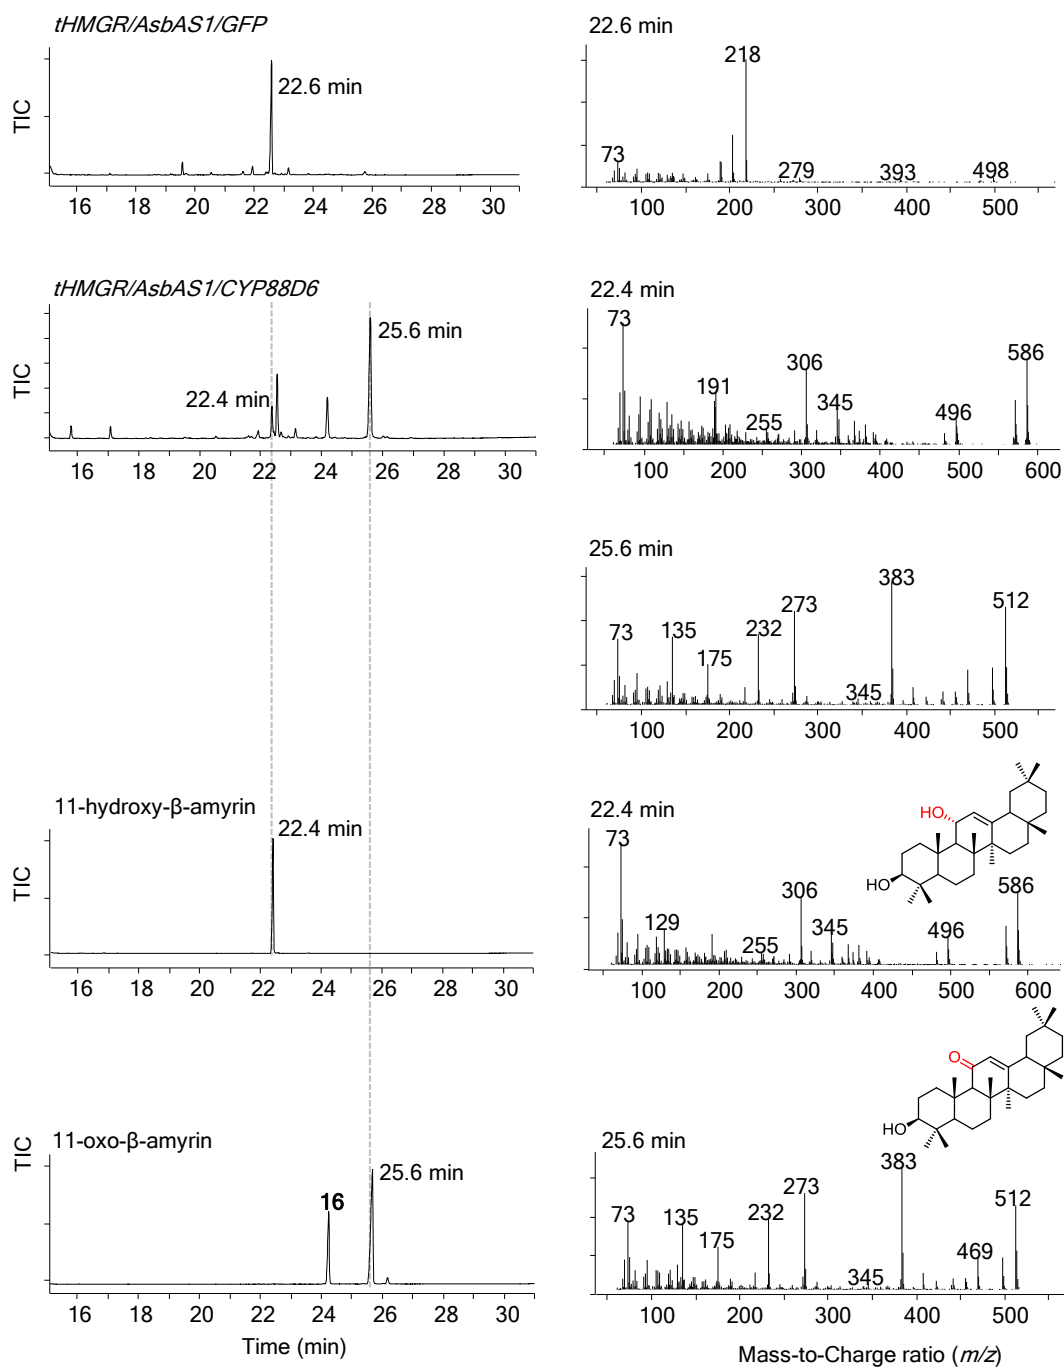 tHMGR/AsbAS1/GFP
22.6 min
TIC
16 18 20 22 24 26 28 30
22.6 min
218
73
279
393
498
100 200 300 400 500
tHMGR/AsbAS1/CYP88D6
25.6 min
22.4 min
TIC
16 18 20 22 24 26 28 30
22.4 min
73
306
586
191
345
255
496
100 200 300 400 500 600
25.6 min
383
512
273
232
135
73
175
345
100 200 300 400 500
11-hydroxy-β-amyrin
22.4 min
TIC
16 18 20 22 24 26 28 30
22.4 min
73
HO
HO
306
586
129
345
255
496
100 200 300 400 500 600
11-oxo-β-amyrin
25.6 min
16
TIC
16 18 20 22 24 26 28 30
Time (min)
25.6 min
O
HO
383
273
512
73
135
232
175
469
345
100 200 300 400 500
Mass-to-Charge ratio (m/z)